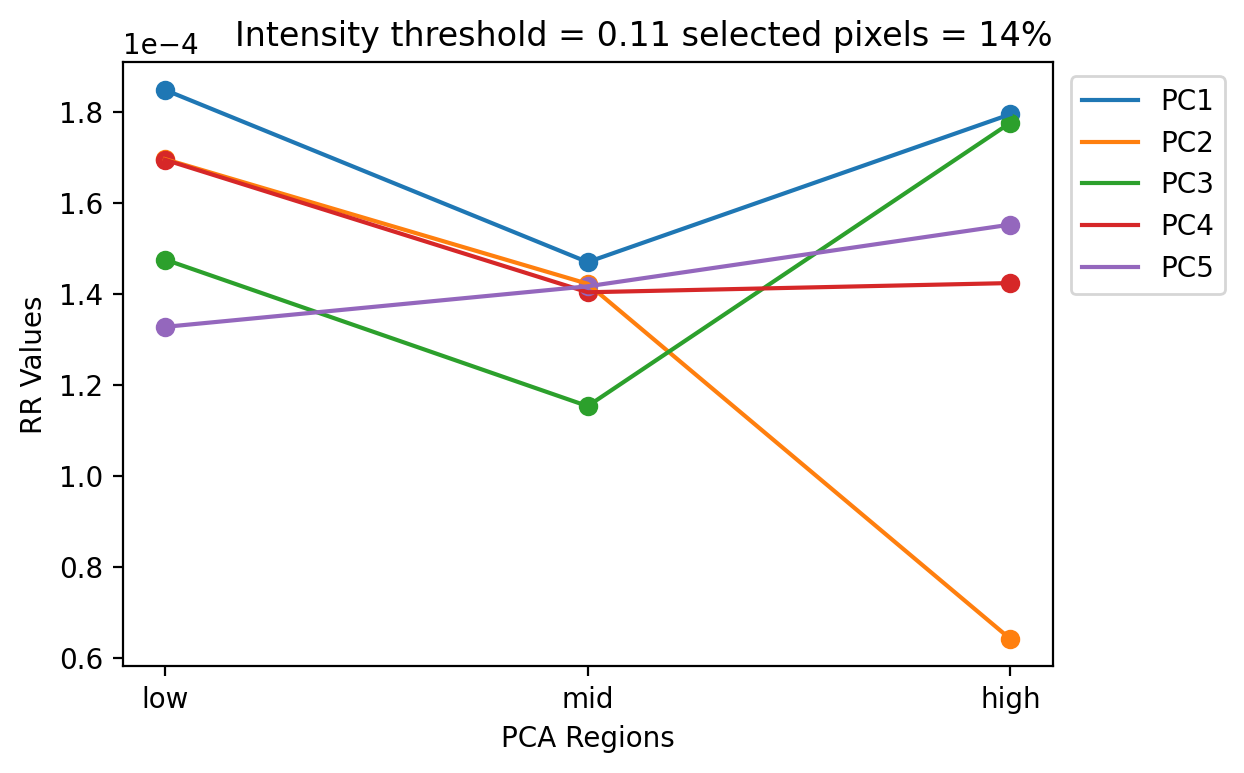 Intensity threshold = 0.11 selected pixels = 14%
1e−4
1.8
1.6
1.4
1.2
1.0
0.8
0.6
RR Values
low
mid
high
PCA Regions
PC1
PC2
PC3
PC4
PC5